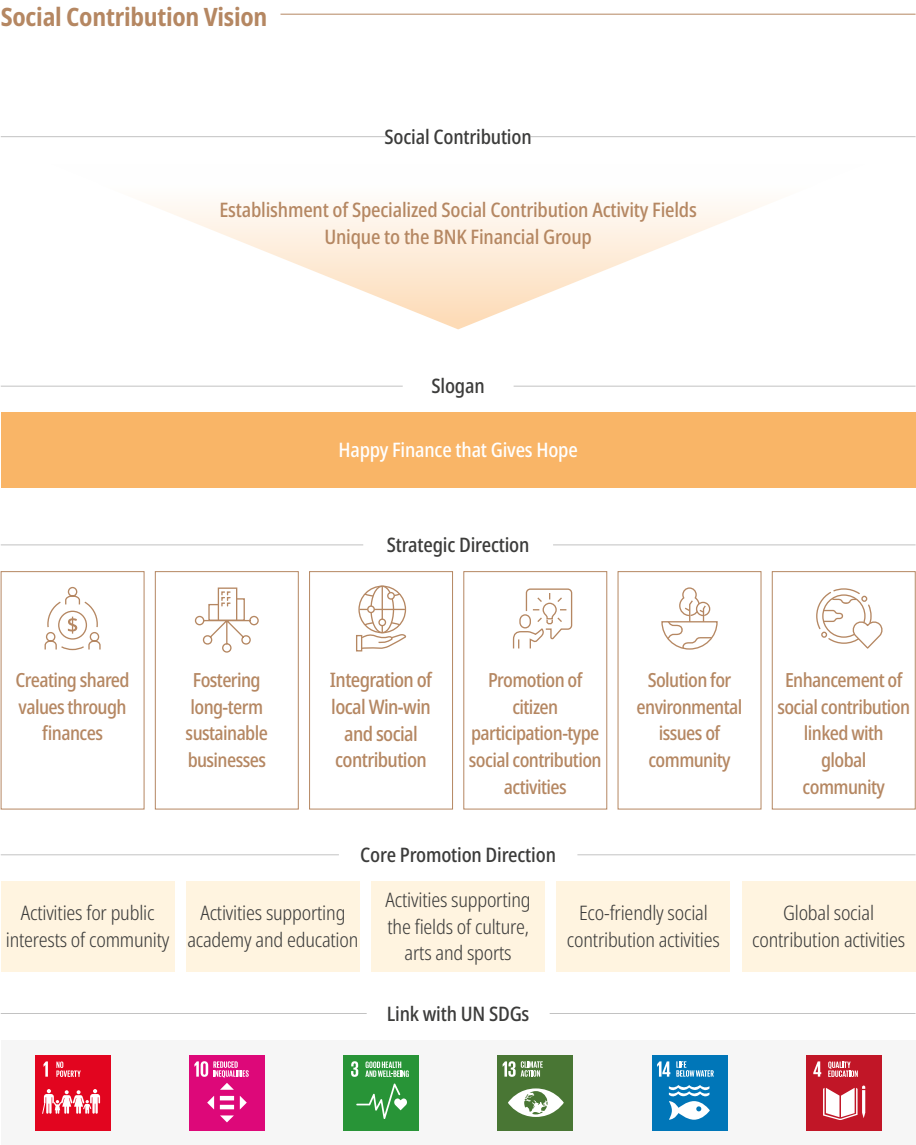 Social Contribution Vision
Social Contribution
Establishment of Specialized Social Contribution Activity Fields
Unique to the BNK Financial Group
Slogan
Happy Finance that Gives Hope
Strategic Direction
$
Creating shared
values through
finances
Fostering
long-term
sustainable
businesses
Integration of
local Win-win
and social
contribution
Promotion of
citizen
participation-type
social contribution
activities
Solution for
environmental
issues of
community
Enhancement of
social contribution
linked with
global
community
Core Promotion Direction
Activities for public
interests of community
Activities supporting
academy and education
Activities supporting
the fields of culture,
arts and sports
Eco-friendly social
contribution activities
Global social
contribution activities
Link with UN SDGs
1 NO
POVERTY
10 REDUCED
INEQUALITIES
3 GOOD HEALTH
AND WELL-BEING
13 CLIMATE
ACTION
14 LIFE
BELOW WATER
4 QUALITY
EDUCATION